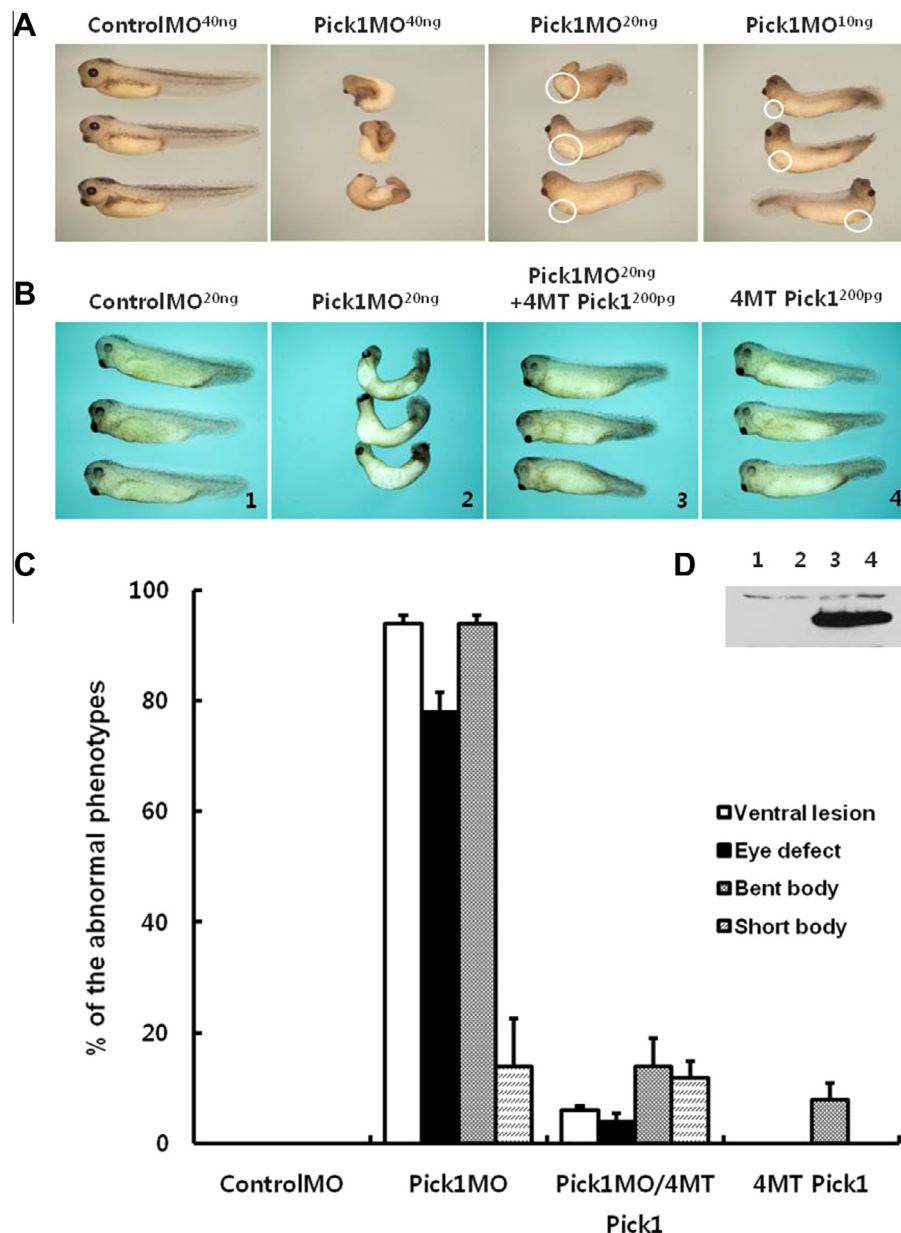 A
ControlMO40ng Pick1MO40ng Pick1MO20ng Pick1MO10ng
B
ControlMO20ng Pick1MO20ng Pick1MO20ng +4MT Pick1200pg 4MT Pick1200pg
1 2 3 4
C
% of the abnormal phenotypes
100
80
60
40
20
0
ControlMO Pick1MO Pick1MO/4MT Pick1 4MT Pick1
Ventral lesion
Eye defect
Bent body
Short body
D
1 2 3 4